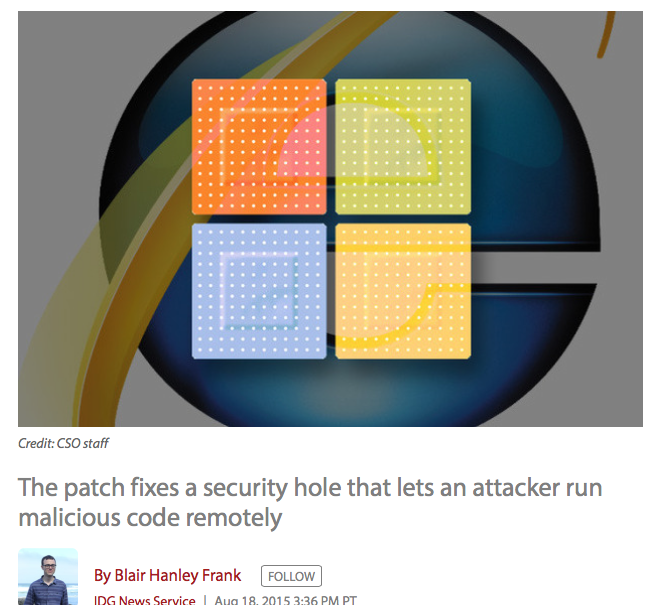 Credit: CSO staff
The patch fixes a security hole that lets an attacker run
malicious code remotely
By Blair Hanley Frank FOLLOW
IDG News Service | Aug 18, 2015 3:36 PM PT